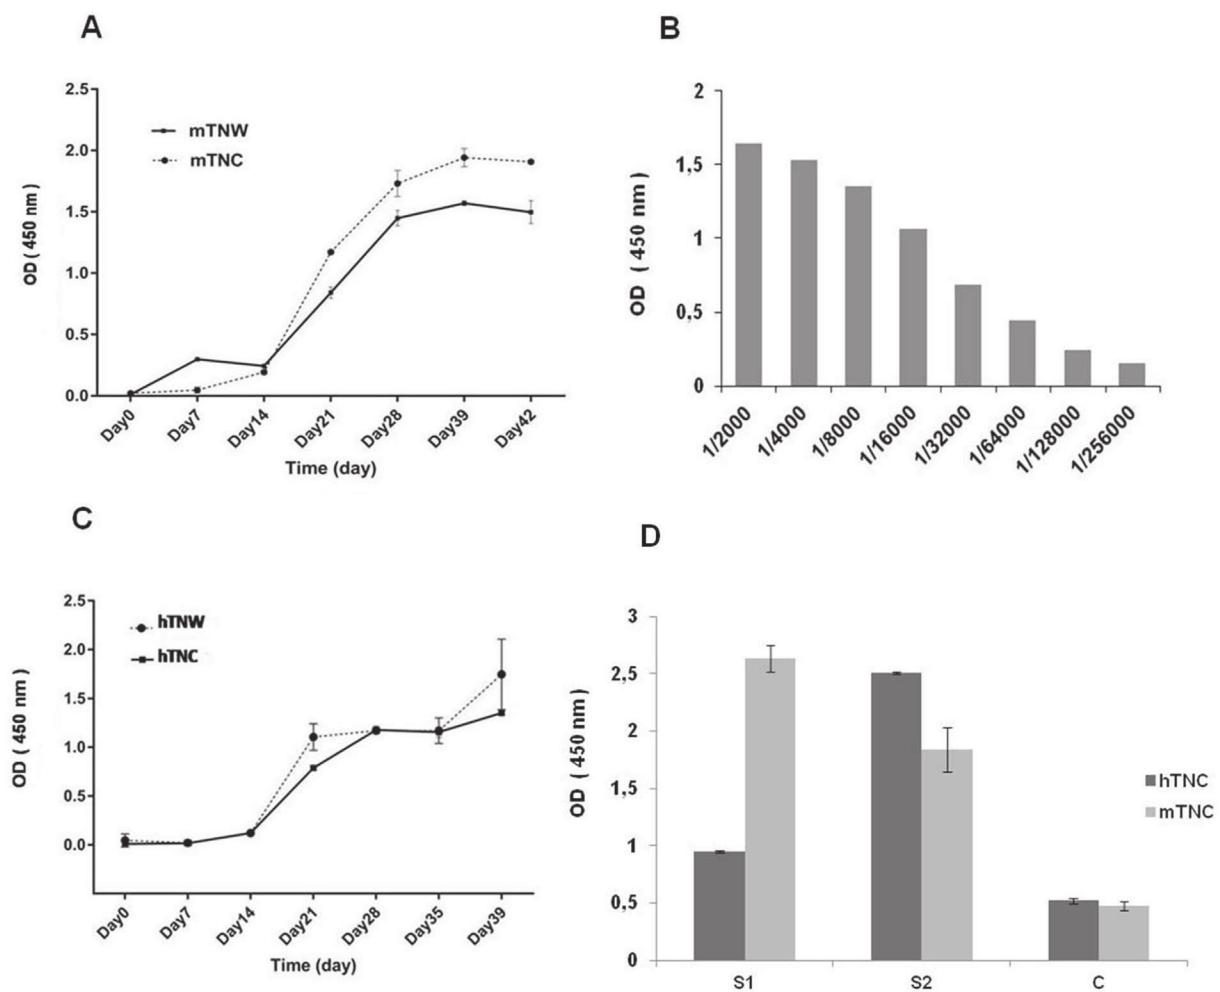 A
2.5
2.0
1.5
1.0
0.5
0.0
OD ( 450 nm )
mTNW
mTNC
Day0
Day7
Day14
Day21
Day28
Day39
Day42
Time (day)
B
2
1,5
1
0,5
0
OD ( 450 nm )
1/2000
1/4000
1/8000
1/16000
1/32000
1/64000
1/128000
1/256000
C
2.5
2.0
1.5
1.0
0.5
0.0
OD ( 450 nm )
hTNW
hTNC
Day0
Day7
Day14
Day21
Day28
Day35
Day39
Time (day)
D
3
2,5
2
1,5
1
0,5
0
OD ( 450 nm )
hTNC
mTNC
S1
S2
C